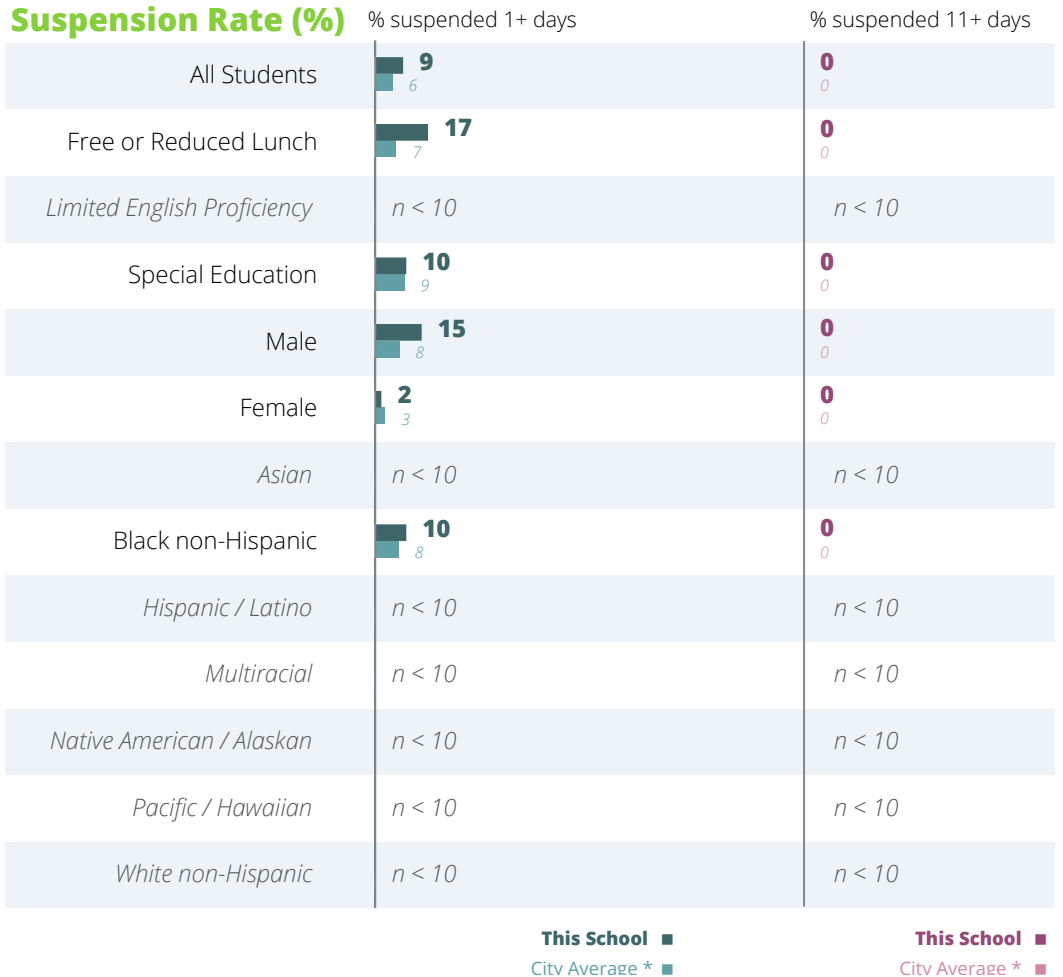 Suspension Rate (%) % suspended 1+ days % suspended 11+ days
All Students 9 0
6 0
Free or Reduced Lunch 17 0
7 0
Limited English Proficiency n < 10 n < 10
Special Education 10 0
9 0
Male 15 0
8 0
Female 2 0
3 0
Asian n < 10 n < 10
Black non-Hispanic 10 0
8 0
Hispanic / Latino n < 10 n < 10
Multiracial n < 10 n < 10
Native American / Alaskan n < 10 n < 10
Pacific / Hawaiian n < 10 n < 10
White non-Hispanic n < 10 n < 10
This School This School
City Average * City Average *